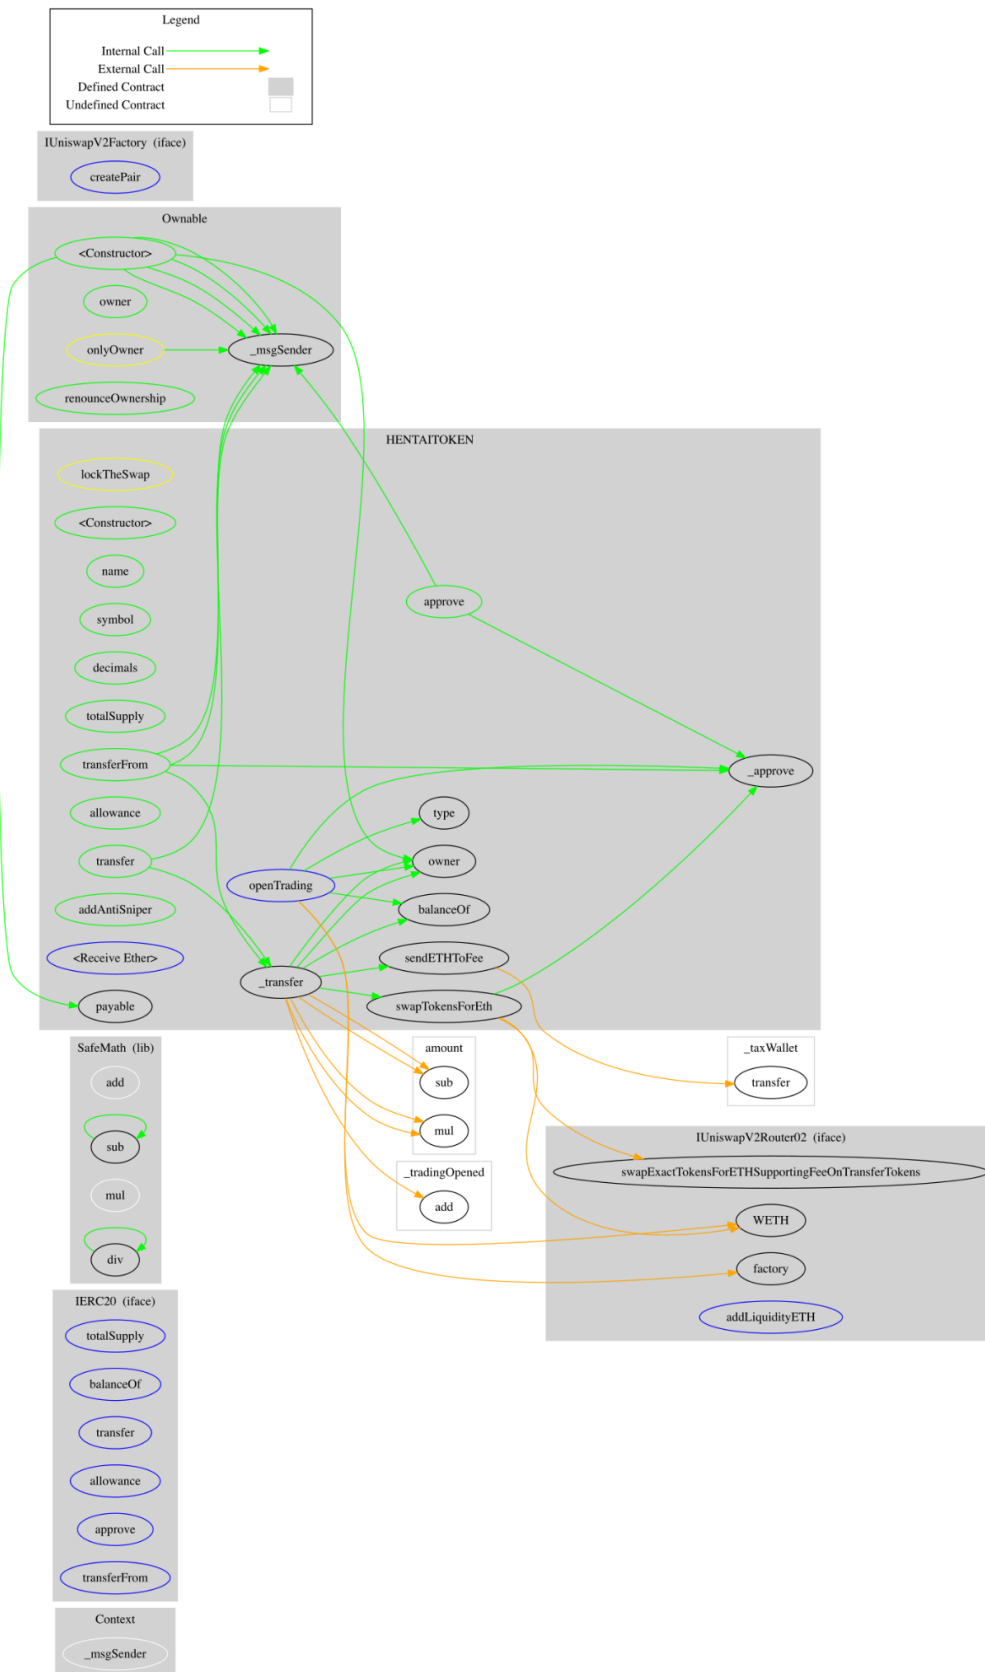 Legend
Internal Call
External Call
Defined Contract
Undefined Contract
IUniswapV2Factory (iface)
createPair
Ownable
<Constructor>
owner
onlyOwner
_msgSender
renounceOwnership
HENTAITOKEN
lockTheSwap
<Constructor>
name
symbol
decimals
totalSupply
transferFrom
allowance
transfer
addAntiSniper
<Receive Ether>
payable
approve
_approve
type
owner
openTrading
balanceOf
sendETHToFee
_transfer
swapTokensForEth
SafeMath (lib)
add
sub
mul
div
amount
sub
mul
_tradingOpened
add
_taxWallet
transfer
IUniswapV2Router02 (iface)
swapExactTokensForETHSupportingFeeOnTransferTokens
WETH
factory
addLiquidityETH
IERC20 (iface)
totalSupply
balanceOf
transfer
allowance
approve
transferFrom
Context
_msgSender